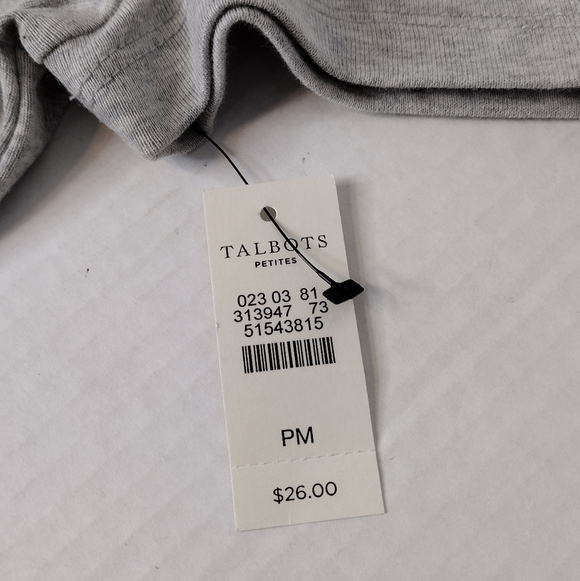 TALBOTS
PETITES
023 03 81
313947 73
51543815
PM
$26.00